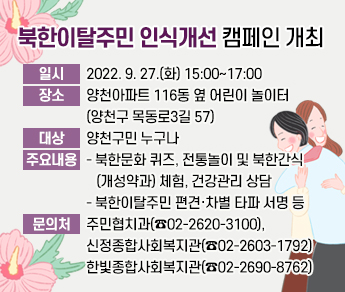 북한이탈주민 인식개선 캠페인 개최
일시 2022. 9. 27.(화) 15:00~17:00
장소 양천아파트 116동 옆 어린이 놀이터
(양천구 목동로3길 57)
대상 양천구민 누구나
주요내용 - 북한문화 퀴즈, 전통놀이 및 북한간식
(개성약과) 체험, 건강관리 상담
- 북한이탈주민 편견·차별 타파 서명 등
문의처 주민협치과(☎02-2620-3100),
신정종합사회복지관(☎02-2603-1792)
한빛종합사회복지관(☎02-2690-8762)